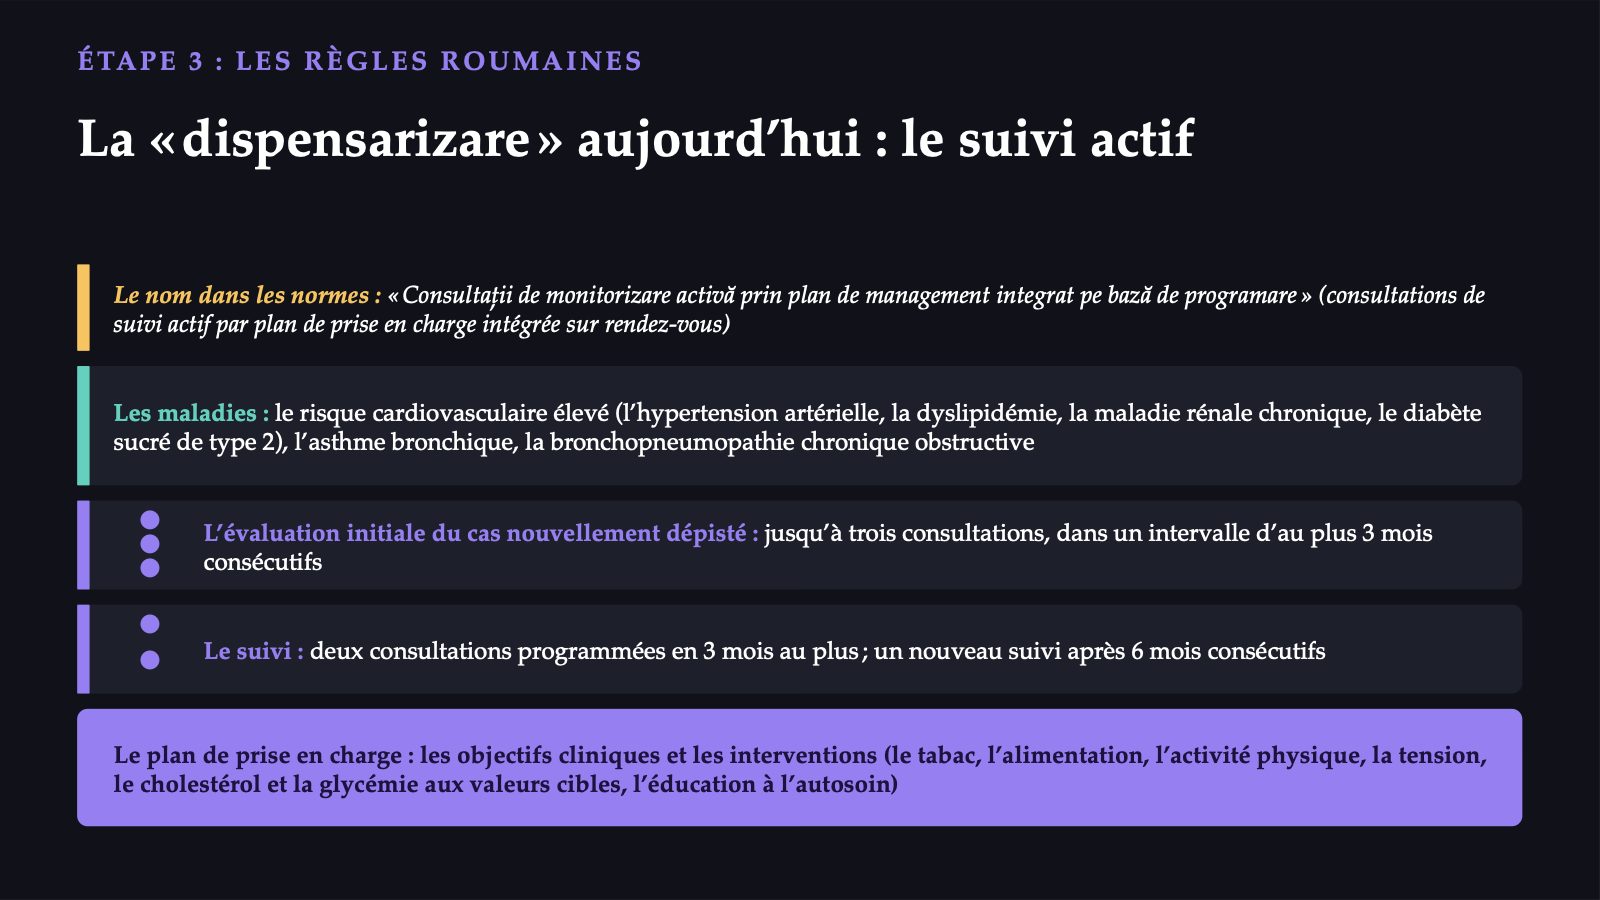 ÉTAPE 3 : LES RÈGLES ROUMAINES
La « dispensarizare » aujourd’hui : le suivi actif
Le nom dans les normes : « Consultații de monitorizare activă prin plan de management integrat pe bază de programare » (consultations de
suivi actif par plan de prise en charge intégrée sur rendez-vous)
Les maladies : le risque cardiovasculaire élevé (l’hypertension artérielle, la dyslipidémie, la maladie rénale chronique, le diabète
sucré de type 2), l’asthme bronchique, la bronchopneumopathie chronique obstructive
L’évaluation initiale du cas nouvellement dépisté : jusqu’à trois consultations, dans un intervalle d’au plus 3 mois
consécutifs
Le suivi : deux consultations programmées en 3 mois au plus ; un nouveau suivi après 6 mois consécutifs
Le plan de prise en charge : les objectifs cliniques et les interventions (le tabac, l’alimentation, l’activité physique, la tension,
le cholestérol et la glycémie aux valeurs cibles, l’éducation à l’autosoin)